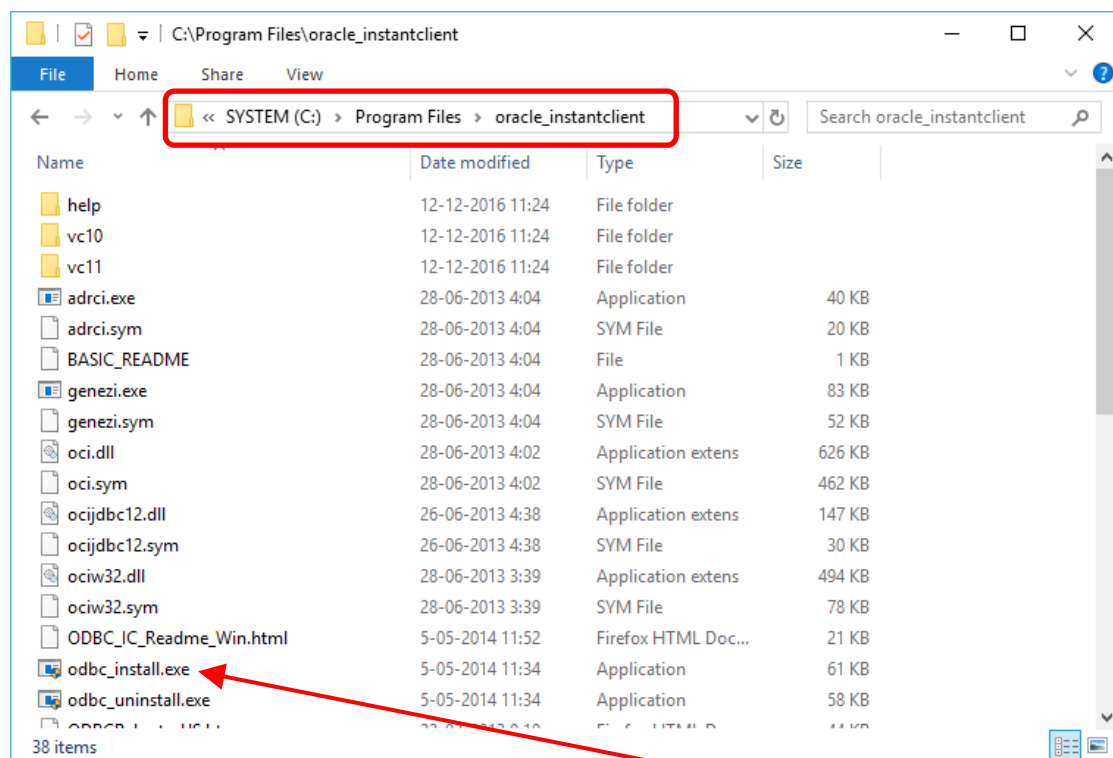 C:\Program Files\oracle_instantclient
File Home Share View
« SYSTEM (C:) › Program Files › oracle_instantclient Search oracle_instantclient
Name Date modified Type Size
help 12-12-2016 11:24 File folder
vc10 12-12-2016 11:24 File folder
vc11 12-12-2016 11:24 File folder
adrci.exe 28-06-2013 4:04 Application 40 KB
adrci.sym 28-06-2013 4:04 SYM File 20 KB
BASIC_README 28-06-2013 4:04 File 1 KB
genezi.exe 28-06-2013 4:04 Application 83 KB
genezi.sym 28-06-2013 4:04 SYM File 52 KB
oci.dll 28-06-2013 4:02 Application extens 626 KB
oci.sym 28-06-2013 4:02 SYM File 462 KB
ocijdbc12.dll 26-06-2013 4:38 Application extens 147 KB
ocijdbc12.sym 26-06-2013 4:38 SYM File 30 KB
ociw32.dll 28-06-2013 3:39 Application extens 494 KB
ociw32.sym 28-06-2013 3:39 SYM File 78 KB
ODBC_IC_Readme_Win.html 5-05-2014 11:52 Firefox HTML Doc... 21 KB
odbc_install.exe 5-05-2014 11:34 Application 61 KB
odbc_uninstall.exe 5-05-2014 11:34 Application 58 KB
38 items